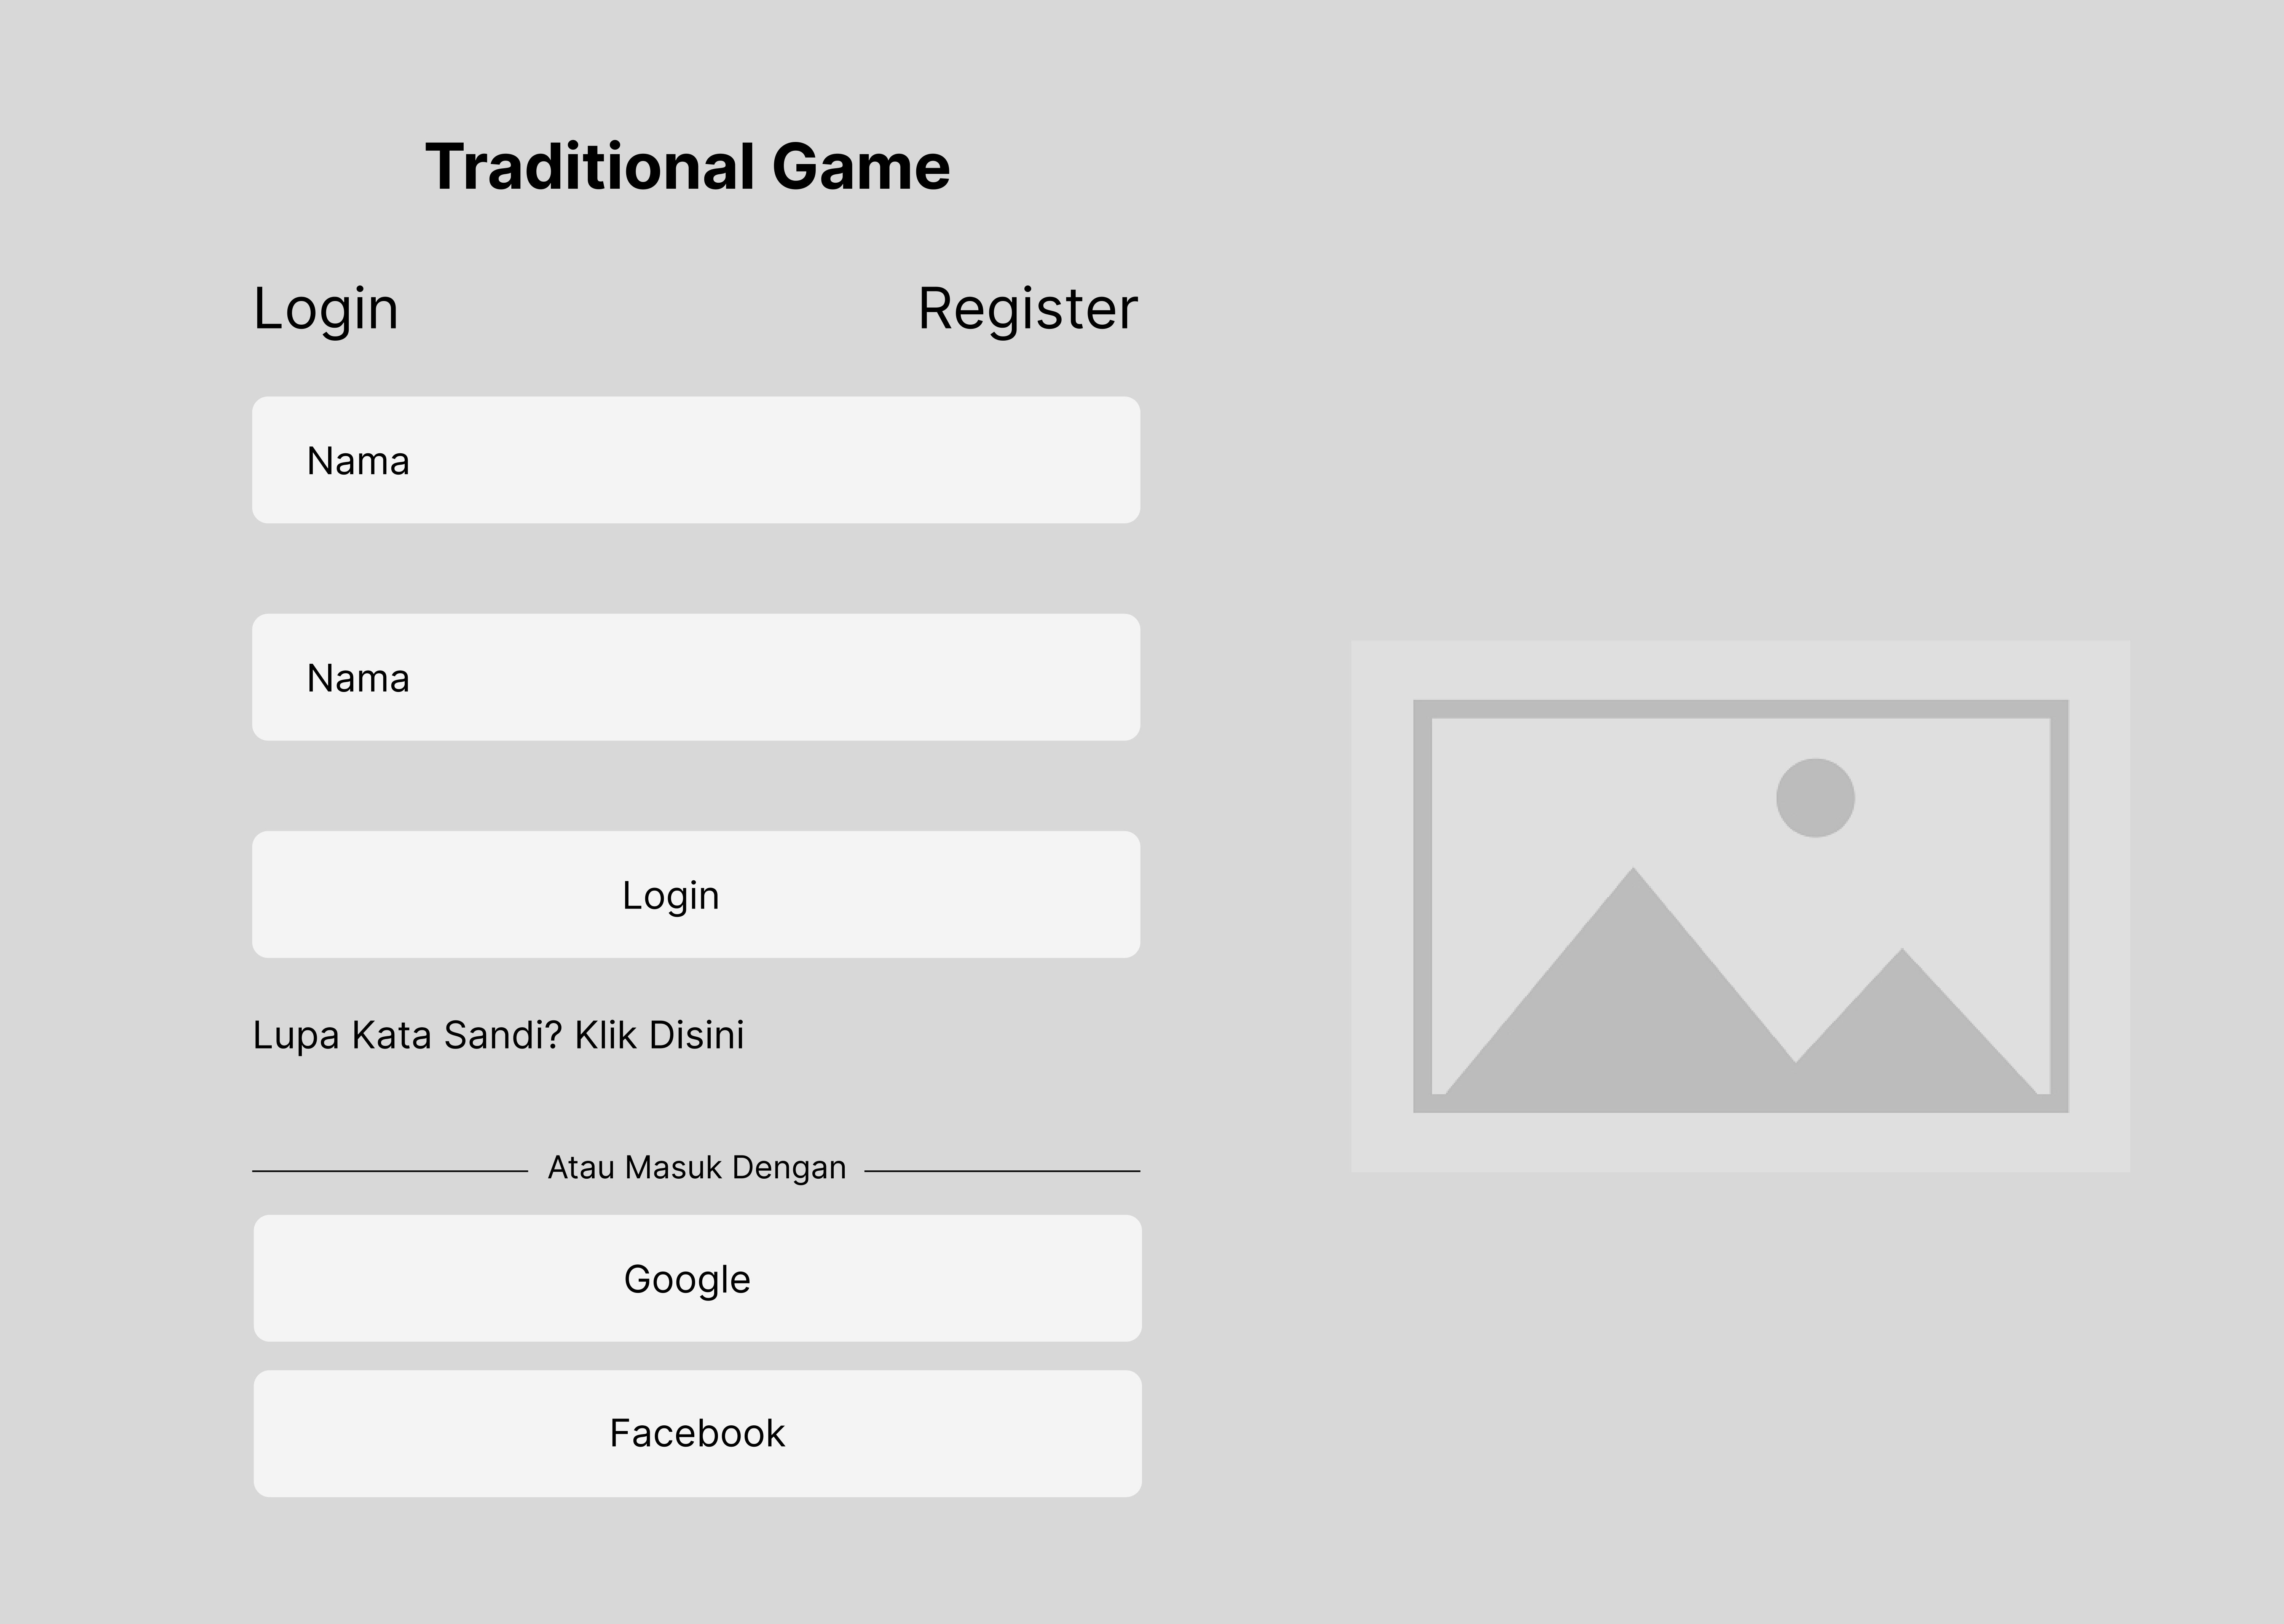 Traditional Game
Login
Register
Nama
Nama
Login
Lupa Kata Sandi? Klik Disini
Atau Masuk Dengan
Google
Facebook